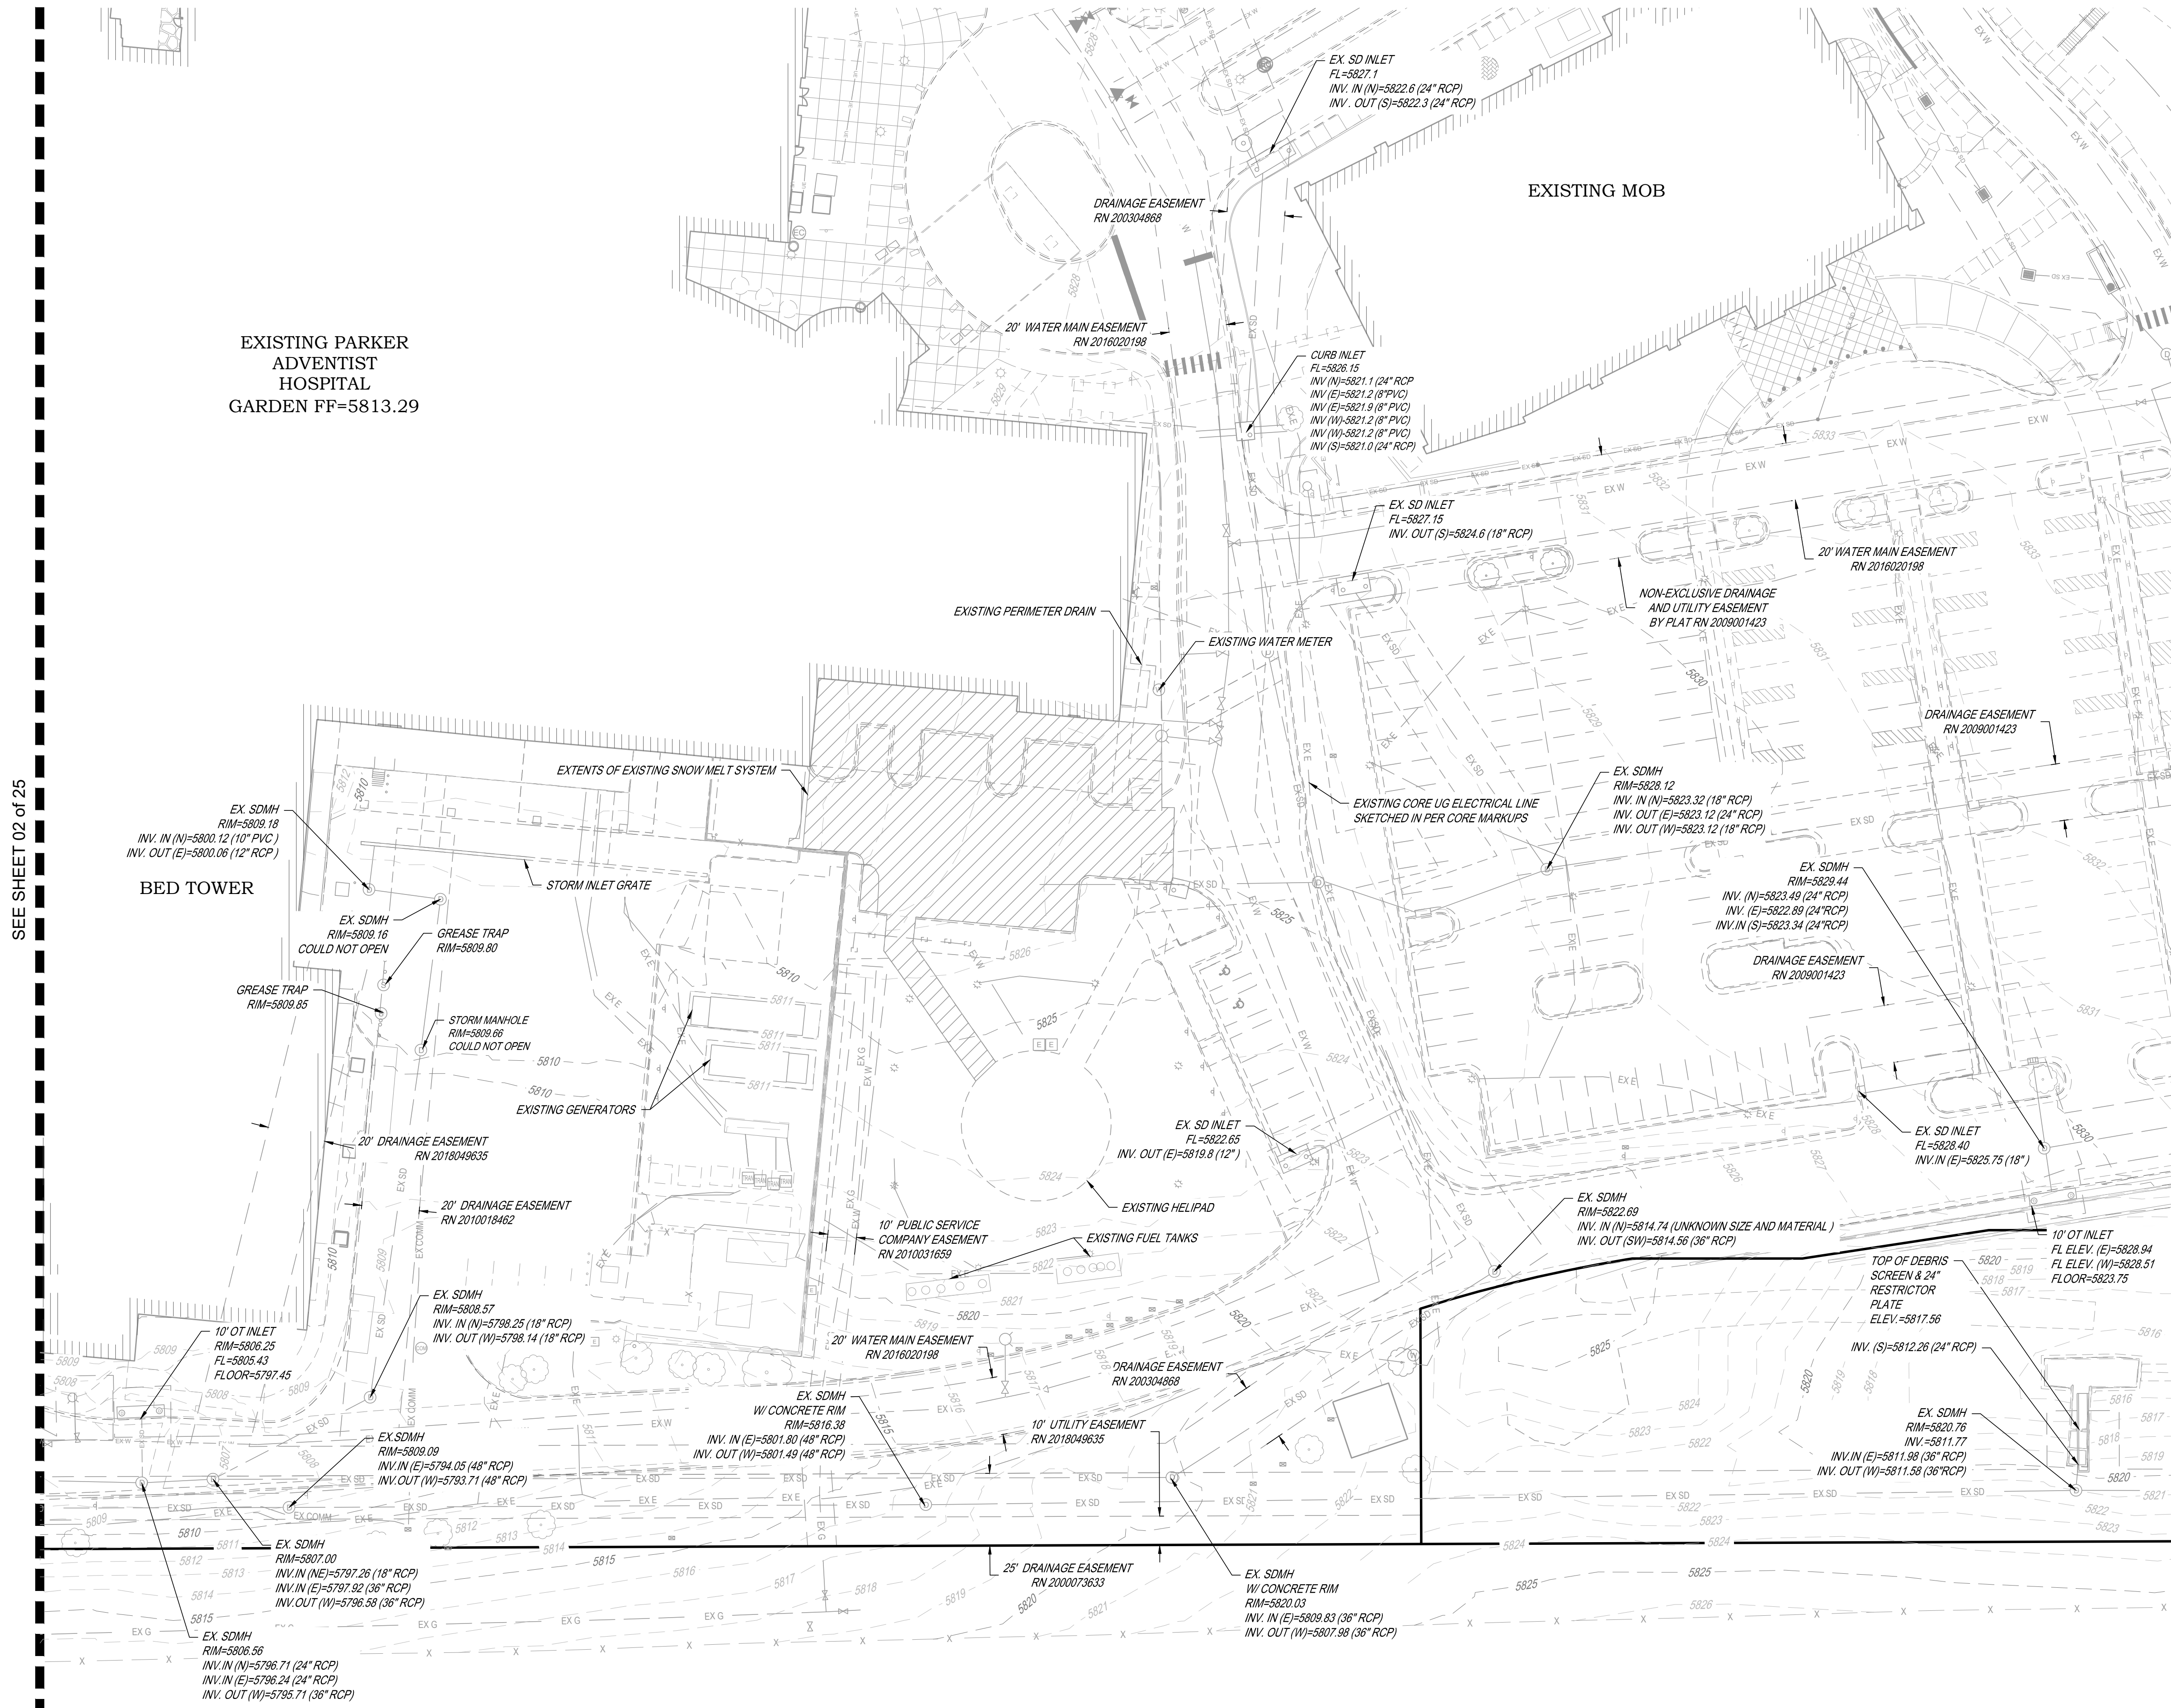 EX. SD INLET
FL=5827.1
INV. IN (N)=5822.6 (24" RCP)
INV . OUT (S)=5822.3 (24" RCP)
EXISTING MOB
DRAINAGE EASEMENT
RN 200304868
20' WATER MAIN EASEMENT
RN 2016020198
EXISTING PARKER
ADVENTIST
HOSPITAL
GARDEN FF=5813.29
CURB INLET
FL=5826.15
INV (N)=5821.1 (24" RCP
INV (E)=5821.2 (8"PVC)
INV (E)=5821.9 (8" PVC)
INV (W)-5821.2 (8" PVC)
INV (W)-5821.2 (8" PVC)
INV (S)=5821.0 (24" RCP)
EX. SD INLET
FL=5827.15
INV. OUT (S)=5824.6 (18" RCP)
20' WATER MAIN EASEMENT
RN 2016020198
NON-EXCLUSIVE DRAINAGE
AND UTILITY EASEMENT
BY PLAT RN 2009001423
EXISTING PERIMETER DRAIN
EXISTING WATER METER
DRAINAGE EASEMENT
RN 2009001423
EXTENTS OF EXISTING SNOW MELT SYSTEM
EXISTING CORE UG ELECTRICAL LINE
SKETCHED IN PER CORE MARKUPS
EX. SDMH
RIM=5828.12
INV. IN (N)=5823.32 (18" RCP)
INV. OUT (E)=5823.12 (24" RCP)
INV. OUT (W)=5823.12 (18" RCP)
SEE SHEET 02 of 25
EX. SDMH
RIM=5809.18
INV. IN (N)=5800.12 (10" PVC )
INV. OUT (E)=5800.06 (12" RCP )
BED TOWER
STORM INLET GRATE
EX. SDMH
RIM=5829.44
INV. (N)=5823.49 (24" RCP)
INV. (E)=5822.89 (24"RCP)
INV.IN (S)=5823.34 (24"RCP)
EX. SDMH
RIM=5809.16
COULD NOT OPEN
GREASE TRAP
RIM=5809.80
DRAINAGE EASEMENT
RN 2009001423
GREASE TRAP
RIM=5809.85
STORM MANHOLE
RIM=5809.66
COULD NOT OPEN
EXISTING GENERATORS
20' DRAINAGE EASEMENT
RN 2018049635
EX. SD INLET
FL=5822.65
INV. OUT (E)=5819.8 (12" )
EX. SD INLET
FL=5828.40
INV.IN (E)=5825.75 (18" )
20' DRAINAGE EASEMENT
RN 2010018462
EXISTING HELIPAD
10' PUBLIC SERVICE
COMPANY EASEMENT
RN 2010031659
EXISTING FUEL TANKS
EX. SDMH
RIM=5822.69
INV. IN (N)=5814.74 (UNKNOWN SIZE AND MATERIAL )
INV. OUT (SW)=5814.56 (36" RCP)
10' OT INLET
FL ELEV. (E)=5828.94
FL ELEV. (W)=5828.51
FLOOR=5823.75
TOP OF DEBRIS
SCREEN & 24"
RESTRICTOR
PLATE
ELEV.=5817.56
INV. (S)=5812.26 (24" RCP)
EX. SDMH
RIM=5808.57
INV. IN (N)=5798.25 (18" RCP)
INV. OUT (W)=5798.14 (18" RCP)
10' OT INLET
RIM=5806.25
FL=5805.43
FLOOR=5797.45
20' WATER MAIN EASEMENT
RN 2016020198
DRAINAGE EASEMENT
RN 200304868
EX. SDMH
W/ CONCRETE RIM
RIM=5816.38
INV. IN (E)=5801.80 (48" RCP)
INV. OUT (W)=5801.49 (48" RCP)
10' UTILITY EASEMENT
RN 2018049635
EX. SDMH
RIM=5820.76
INV.=5811.77
INV.IN (E)=5811.98 (36" RCP)
INV. OUT (W)=5811.58 (36"RCP)
EX.SDMH
RIM=5809.09
INV.IN (E)=5794.05 (48" RCP)
INV.OUT (W)=5793.71 (48" RCP)
EX. SDMH
RIM=5807.00
INV.IN (NE)=5797.26 (18" RCP)
INV.IN (E)=5797.92 (36" RCP)
INV.OUT (W)=5796.58 (36" RCP)
25' DRAINAGE EASEMENT
RN 2000073633
EX. SDMH
W/ CONCRETE RIM
RIM=5820.03
INV. IN (E)=5809.83 (36" RCP)
INV. OUT (W)=5807.98 (36" RCP)
EX. SDMH
RIM=5806.56
INV.IN (N)=5796.71 (24" RCP)
INV.IN (E)=5796.24 (24" RCP)
INV. OUT (W)=5795.71 (36" RCP)